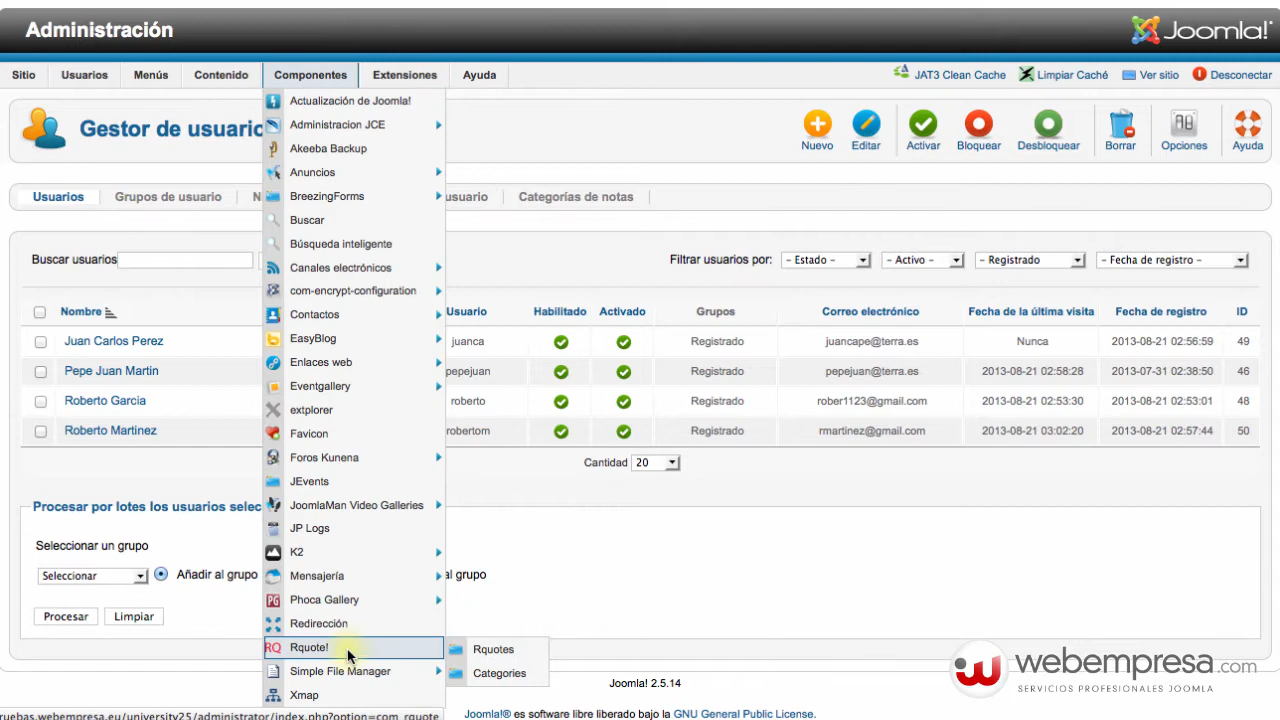 Administración
Joomla!
Sitio Usuarios Menús Contenido Componentes Extensiones Ayuda JAT3 Clean Cache Limpiar Caché Ver sitio Desconectar
Gestor de usuario
Nuevo Editar Activar Bloquear Desbloquear Borrar Opciones Ayuda
Usuarios Grupos de usuario N usuario Categorías de notas
Buscar usuarios Filtrar usuarios por: - Estado - - Activo - - Registrado - Fecha de registro -
Nombre Usuario Habilitado Activado Grupos Correo electrónico Fecha de la última visita Fecha de registro ID
Juan Carlos Perez juanca Registrado juancape@terra.es Nunca 2013-08-21 02:56:59 49
Pepe Juan Martin pepejuan Registrado pepejuan@terra.es 2013-08-21 02:58:28 2013-07-31 02:38:50 46
Roberto Garcia roberto Registrado rober1123@gmail.com 2013-08-21 02:53:30 2013-08-21 02:53:01 48
Roberto Martinez robertom Registrado rmartinez@gmail.com 2013-08-21 03:02:20 2013-08-21 02:57:44 50
Cantidad 20
Procesar por lotes los usuarios selec
Seleccionar un grupo
Seleccionar Añadir al grupo al grupo
Procesar Limpiar
Actualización de Joomla!
Administracion JCE
Akeeba Backup
Anuncios
BreezingForms
Buscar
Búsqueda inteligente
Canales electrónicos
com-encrypt-configuration
Contactos
EasyBlog
Enlaces web
Eventgallery
extplorer
Favicon
Foros Kunena
JEvents
JoomlaMan Video Galleries
JP Logs
K2
Mensajería
PG Phoca Gallery
Redirección
RQ Rquote!
Simple File Manager
Xmap
Rquotes
Categories
webempresa.com
SERVICIOS PROFESIONALES JOOMLA
Joomla! 2.5.14
Joomla!® es software libre liberado bajo la GNU General Public License.
ruebas.webempresa.eu/university25/administrator/index.php?option=com_rquote